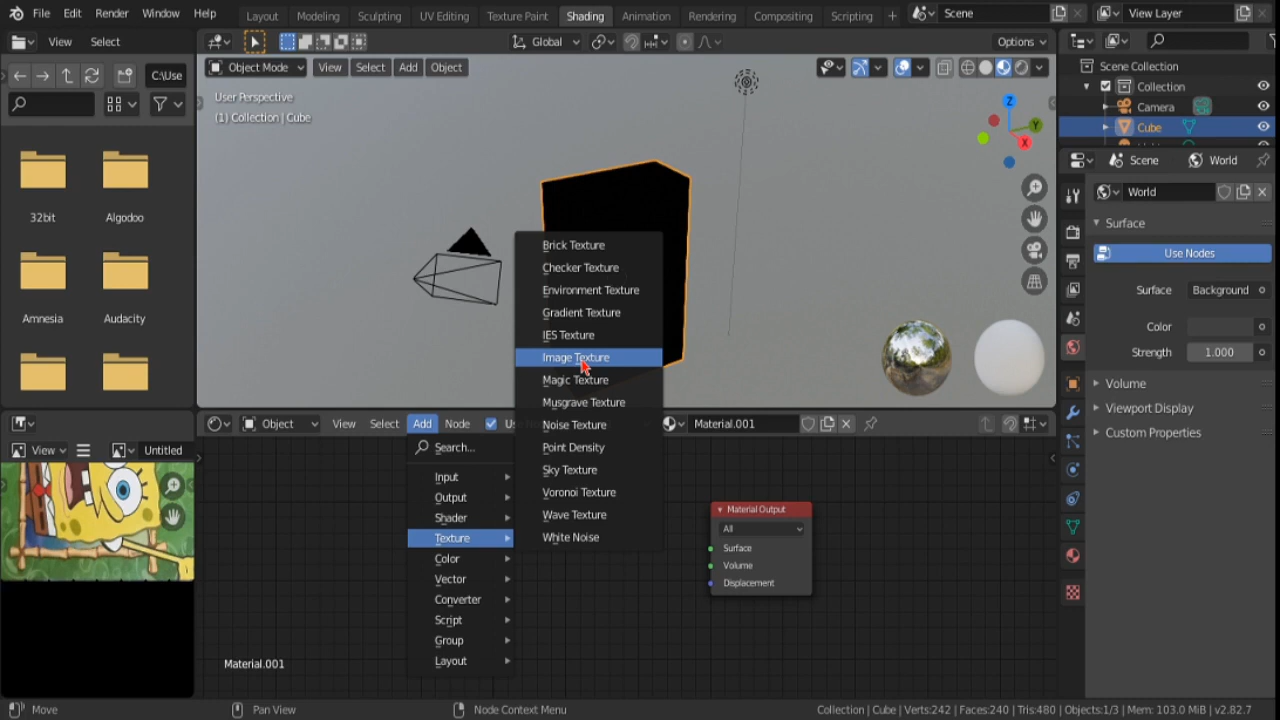 File Edit Render Window Help Layout Modeling Sculpting UV Editing Texture Paint Shading Animation Rendering Compositing Scripting + Scene View Layer
View Select Global Options
C:\Use Object Mode View Select Add Object
User Perspective
(1) Collection | Cube
Scene Collection
Collection
Camera
Cube
Scene World
World
Surface
Use Nodes
Surface Background
Color
Strength 1.000
Volume
Viewport Display
Custom Properties
Z
Y
X
32bit Algodoo
Amnesia Audacity
Brick Texture
Checker Texture
Environment Texture
Gradient Texture
IES Texture
Image Texture
Magic Texture
Musgrave Texture
Noise Texture
Point Density
Sky Texture
Voronoi Texture
Wave Texture
White Noise
Object View Select Add Node Material.001
View Untitled
Search...
Input
Output
Shader
Texture
Color
Vector
Converter
Script
Group
Layout
Material Output
All
Surface
Volume
Displacement
Material.001
Move Pan View Node Context Menu Collection | Cube | Verts:242 | Faces:240 | Tris:480 | Objects:1/3 | Mem: 103.0 MiB | v2.82.7